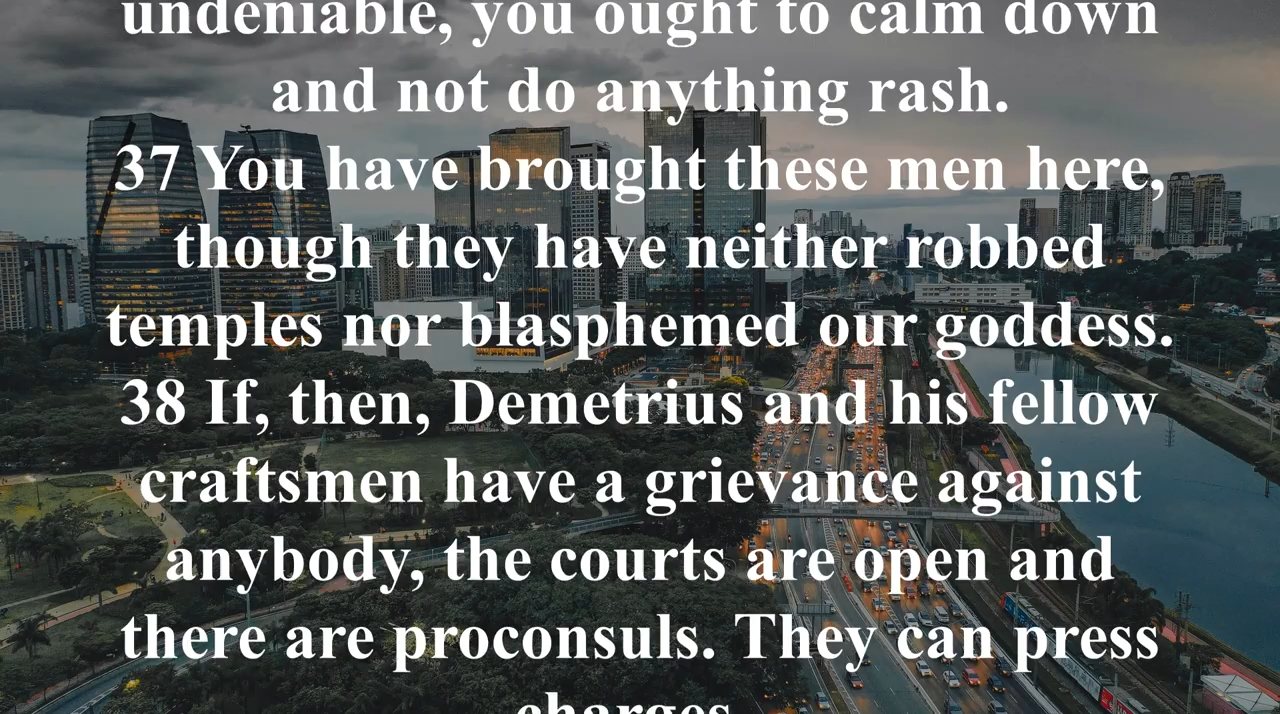 undeniable, you ought to calm down
and not do anything rash.
37 You have brought these men here,
though they have neither robbed
temples nor blasphemed our goddess.
38 If, then, Demetrius and his fellow
craftsmen have a grievance against
anybody, the courts are open and
there are proconsuls. They can press
charges